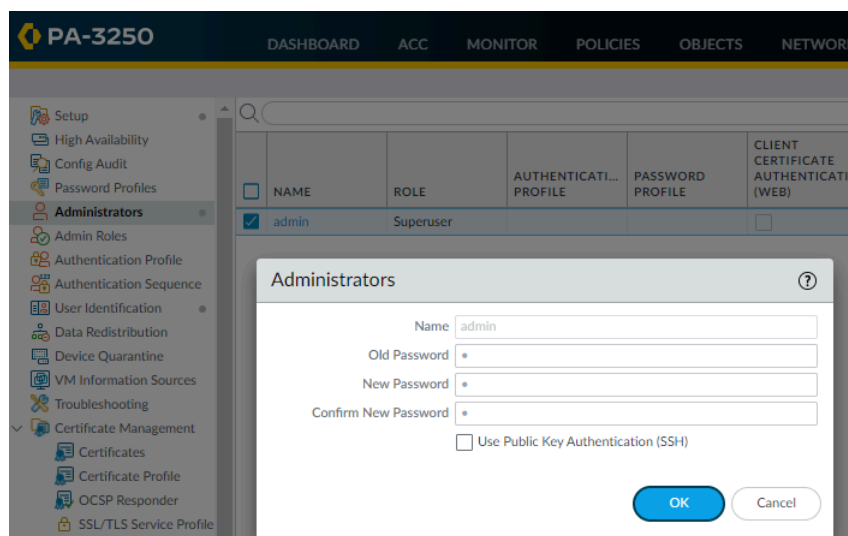 PA-3250
DASHBOARD ACC MONITOR POLICIES OBJECTS NETWOR
Setup
High Availability
Config Audit
Password Profiles
Administrators
Admin Roles
Authentication Profile
Authentication Sequence
User Identification
Data Redistribution
Device Quarantine
VM Information Sources
Troubleshooting
Certificate Management
Certificates
Certificate Profile
OCSP Responder
SSL/TLS Service Profile
NAME
ROLE
AUTHENTICATI...
PROFILE
PASSWORD
PROFILE
CLIENT
CERTIFICATE
AUTHENTICATI
(WEB)
admin Superuser
Administrators
Name admin
Old Password
New Password
Confirm New Password
Use Public Key Authentication (SSH)
OK Cancel